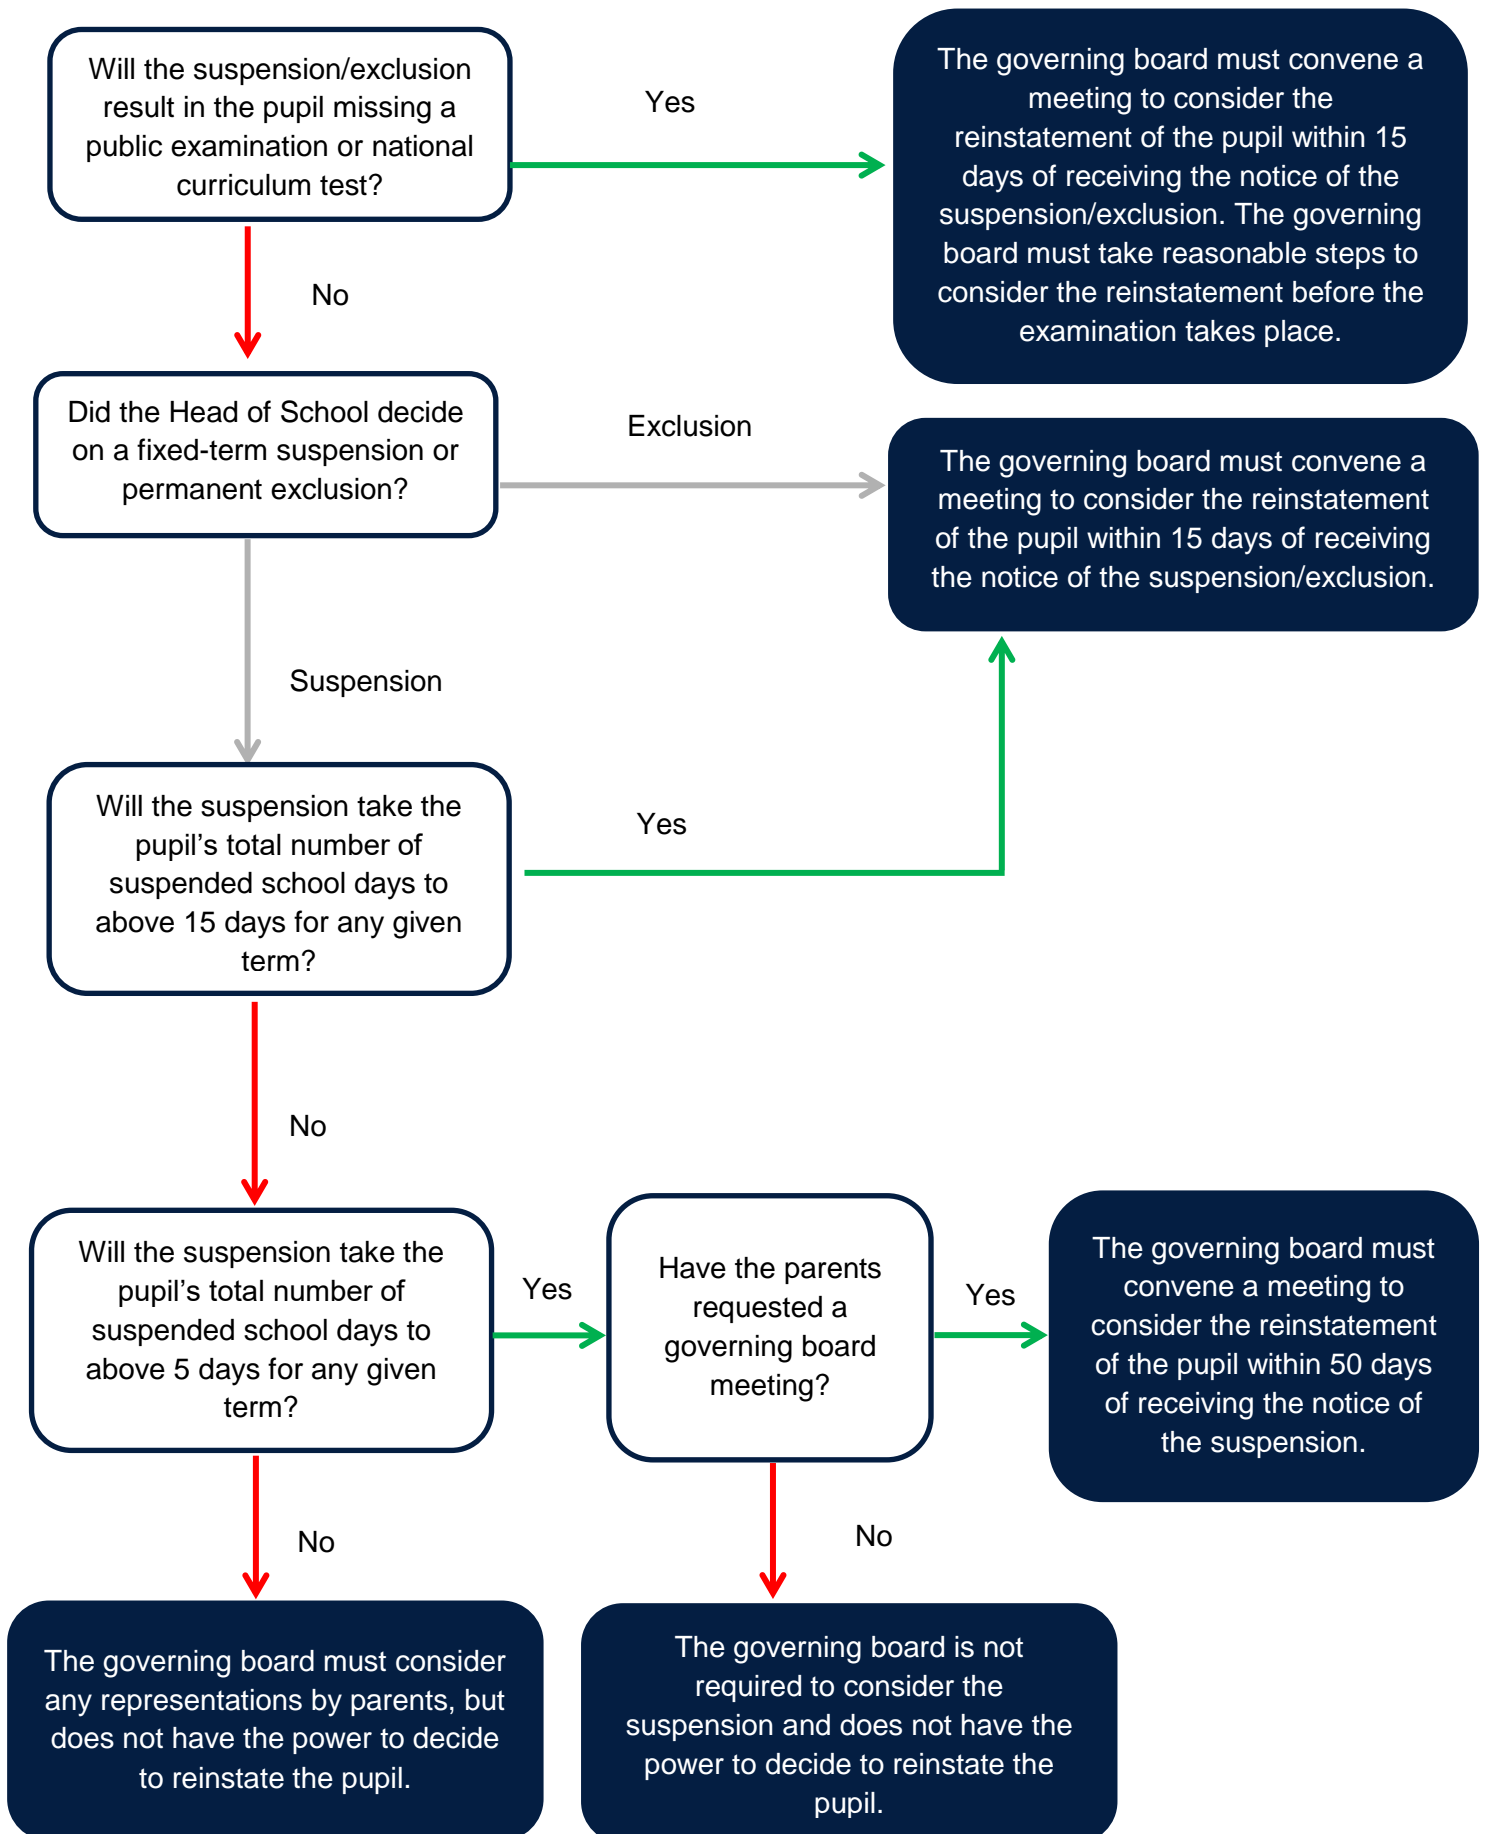 Will the suspension/exclusion
result in the pupil missing a
public examination or national
curriculum test?
Yes
The governing board must convene a
meeting to consider the
reinstatement of the pupil within 15
days of receiving the notice of the
suspension/exclusion. The governing
board must take reasonable steps to
consider the reinstatement before the
examination takes place.
No
Did the Head of School decide
on a fixed-term suspension or
permanent exclusion?
Exclusion
The governing board must convene a
meeting to consider the reinstatement
of the pupil within 15 days of receiving
the notice of the suspension/exclusion.
Suspension
Will the suspension take the
pupil’s total number of
suspended school days to
above 15 days for any given
term?
Yes
No
Will the suspension take the
pupil’s total number of
suspended school days to
above 5 days for any given
term?
Yes
Have the parents
requested a
governing board
meeting?
Yes
The governing board must
convene a meeting to
consider the reinstatement
of the pupil within 50 days
of receiving the notice of
the suspension.
No
No
The governing board must consider
any representations by parents, but
does not have the power to decide
to reinstate the pupil.
The governing board is not
required to consider the
suspension and does not have the
power to decide to reinstate the
pupil.